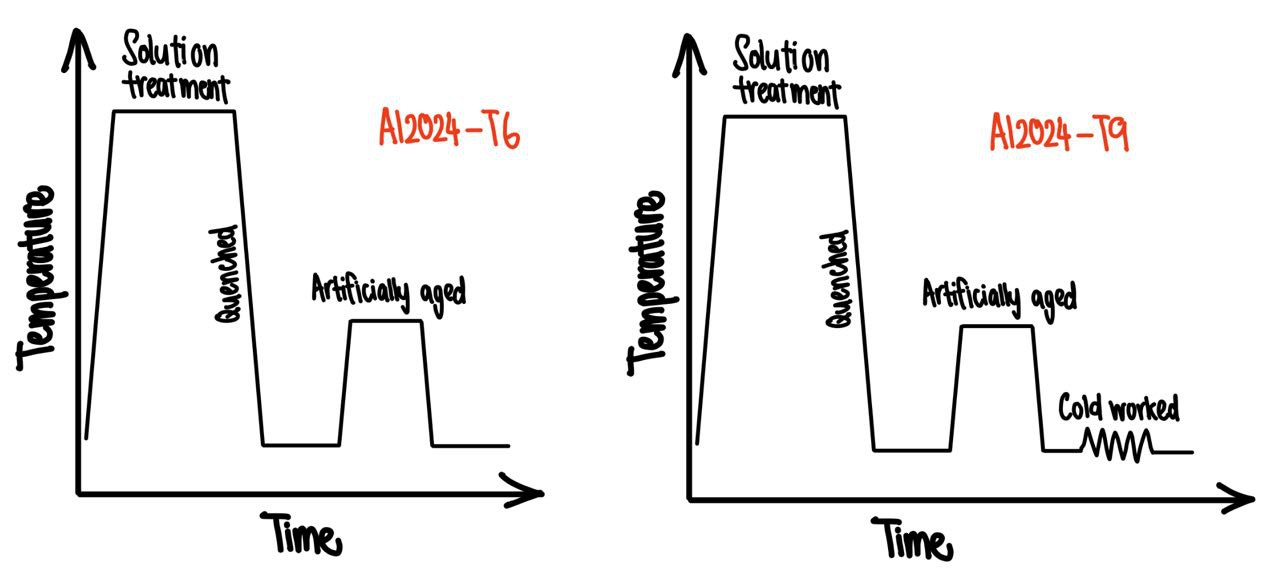 Solution
treatment
Al2024-T6
Temperature
Quenched
Artificially aged
Time
Solution
treatment
Al2024-T9
Temperature
Quenched
Artificially aged
Cold worked
Time